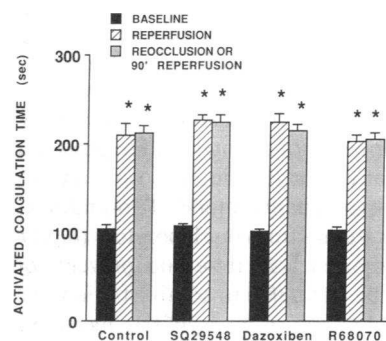 BASELINE
REPERFUSION
REOCCLUSION OR
90' REPERFUSION
ACTIVATED COAGULATION TIME (sec)
300
200
100
0
* * * * * * * *
Control SQ29548 Dazoxiben R68070